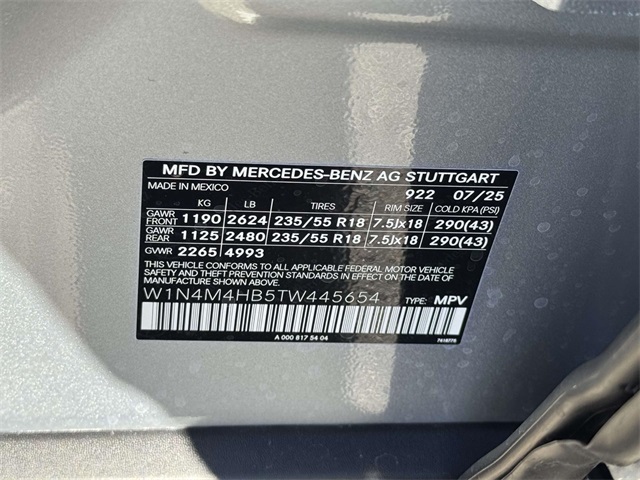 MFD BY MERCEDES-BENZ AG STUTTGART
MADE IN MEXICO 922 07/25
KG LB TIRES RIM SIZE COLD KPA (PSI)
GAWR FRONT 1190 2624 235/55 R18 7.5Jx18 290(43)
GAWR REAR 1125 2480 235/55 R18 7.5Jx18 290(43)
GVWR 2265 4993
THIS VEHICLE CONFORMS TO ALL APPLICABLE FEDERAL MOTOR VEHICLE
SAFETY AND THEFT PREVENTION STANDARDS IN EFFECT ON THE DATE OF
MANUFACTURE SHOWN ABOVE.
W1N4M4HB5TW445654 TYPE: MPV
A 000 817 54 04